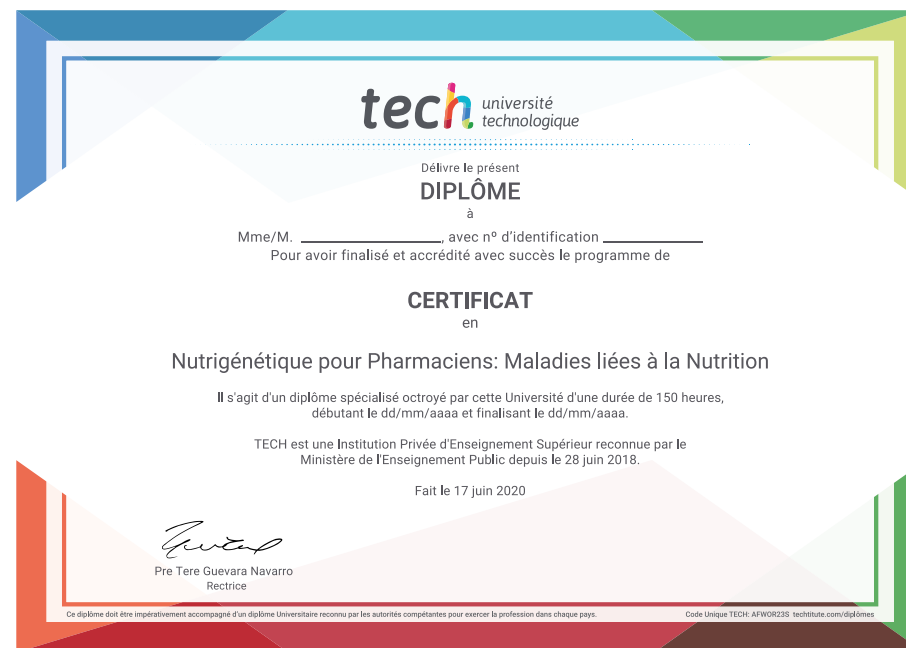 tech université
technologique
Délivre le présent
DIPLÔME
à
Mme/M. ____________________, avec nº d'identification ______________
Pour avoir finalisé et accrédité avec succès le programme de
CERTIFICAT
en
Nutrigénétique pour Pharmaciens: Maladies liées à la Nutrition
Il s'agit d'un diplôme spécialisé octroyé par cette Université d'une durée de 150 heures,
débutant le dd/mm/aaaa et finalisant le dd/mm/aaaa.
TECH est une Institution Privée d'Enseignement Supérieur reconnue par le
Ministère de l'Enseignement Public depuis le 28 juin 2018.
Fait le 17 juin 2020
Pre Tere Guevara Navarro
Rectrice
Ce diplôme doit être impérativement accompagné d'un diplôme Universitaire reconnu par les autorités compétantes pour exercer la profession dans chaque pays.
Code Unique TECH: AFWOR23S techtitute.com/diplômes